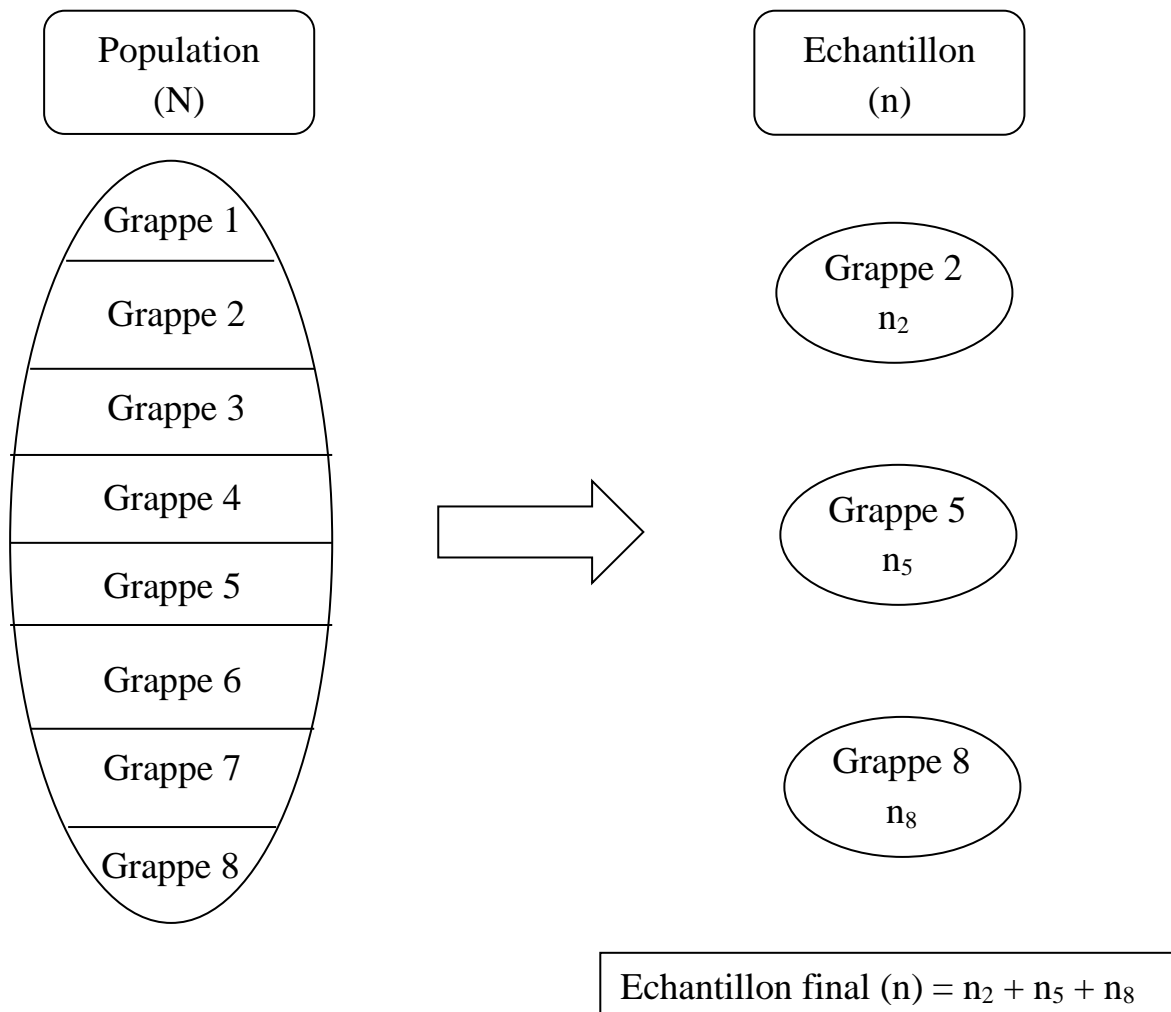 Population
(N)
Echantillon
(n)
Grappe 1
Grappe 2
Grappe 3
Grappe 4
Grappe 5
Grappe 6
Grappe 7
Grappe 8
Grappe 2
n₂
Grappe 5
n₅
Grappe 8
n₈
Echantillon final (n) = n₂ + n₅ + n₈